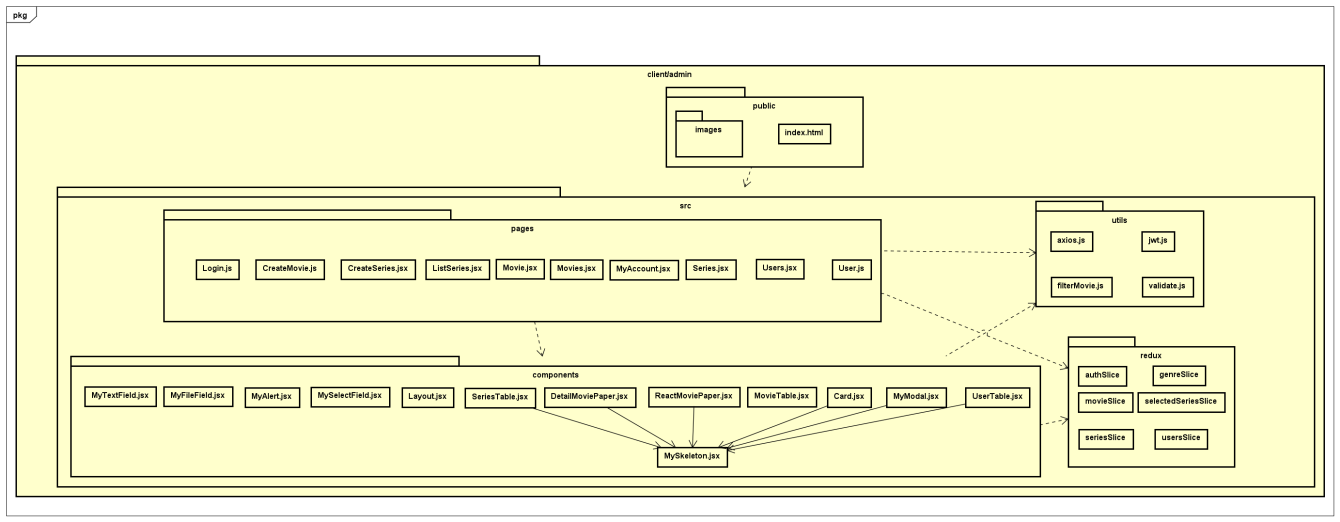 pkg
client/admin
public
images
index.html
src
pages
Login.js
CreateMovie.js
CreateSeries.jsx
ListSeries.jsx
Movie.jsx
Movies.jsx
MyAccount.jsx
Series.jsx
Users.jsx
User.js
utils
axios.js
jwt.js
filterMovie.js
validate.js
components
MyTextField.jsx
MyFileField.jsx
MyAlert.jsx
MySelectField.jsx
Layout.jsx
SeriesTable.jsx
DetailMoviePaper.jsx
ReactMoviePaper.jsx
MovieTable.jsx
Card.jsx
MyModal.jsx
UserTable.jsx
MySkeleton.jsx
redux
authSlice
genreSlice
movieSlice
selectedSeriesSlice
seriesSlice
usersSlice